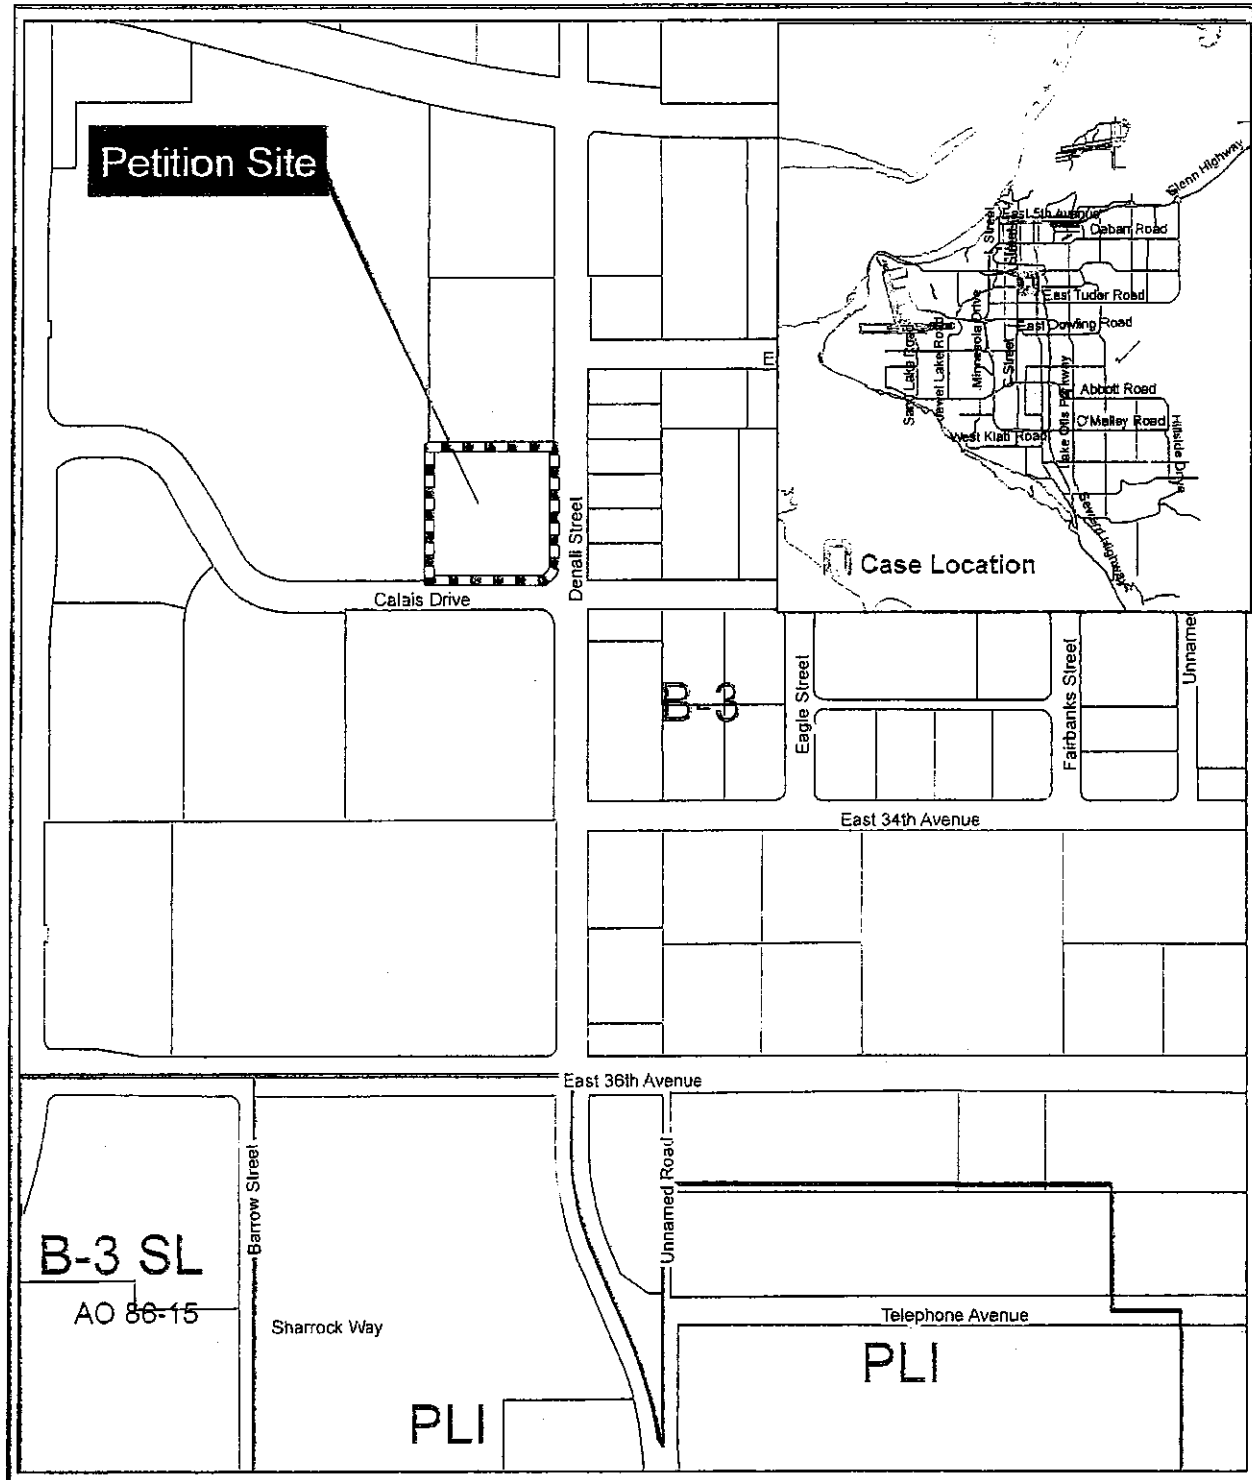 Petition Site
Glenn Highway
East 5th Avenue
Street
Street
Debarr Road
East Tudor Road
East Dowling Road
Minnesota Drive
C Street
Sand Lake Road
Jewel Lake Road
Lake Otis Parkway
Abbott Road
O'Malley Road
West Klatt Road
Hillside Drive
Seward Highway
Case Location
E
Denali Street
Calais Drive
B-3
Eagle Street
Fairbanks Street
Unnamed
East 34th Avenue
East 36th Avenue
Barrow Street
Unnamed Road
B-3 SL
AO 86-15
Sharrock Way
Telephone Avenue
PLI
PLI